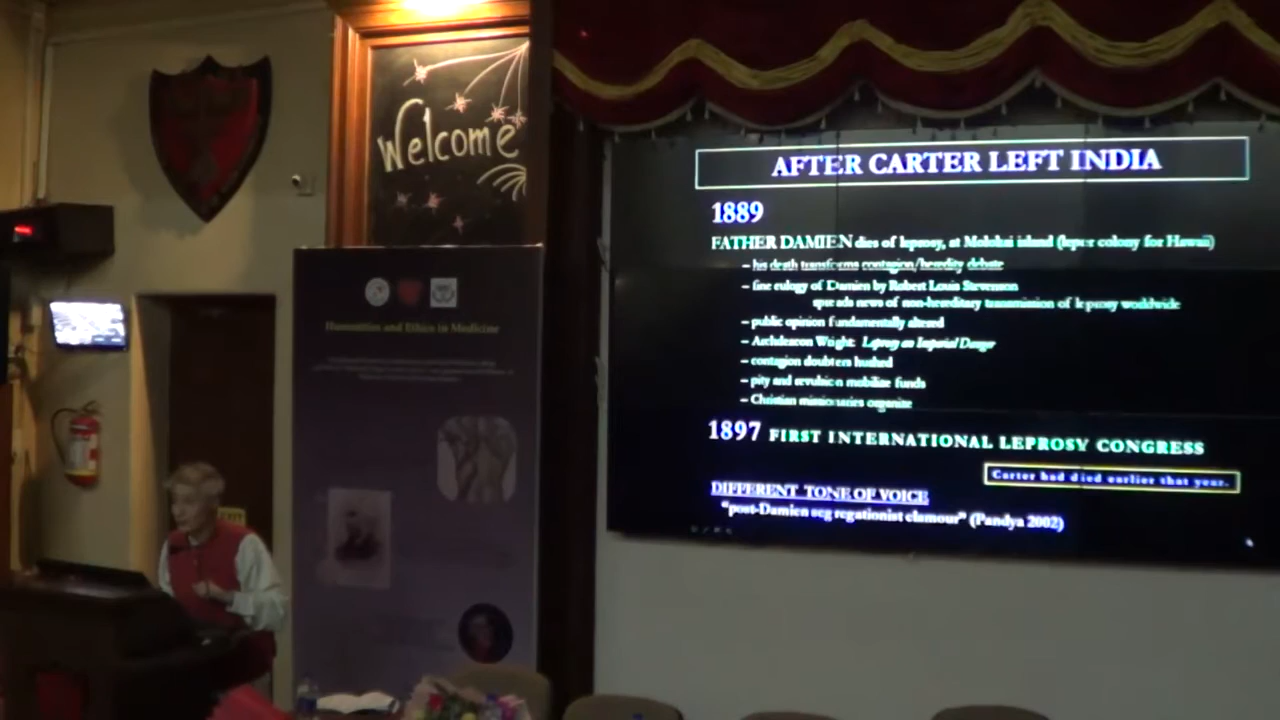 Welcome
Humanities and Ethics in Medicine
EXIT
AFTER CARTER LEFT INDIA
1889
FATHER DAMIEN dies of leprosy, at Molokai island (leper colony for Hawaii)
– his death transforms contagion/heredity debate
– fine eulogy of Damien by Robert Louis Stevenson
spreads news of non-hereditary transmission of leprosy worldwide
– public opinion fundamentally altered
– Archdeacon Wright: Leprosy an Imperial Danger
– contagion doubters hushed
– pity and revulsion mobilize funds
– Christian missionaries organize
1897 FIRST INTERNATIONAL LEPROSY CONGRESS
Carter had died earlier that year.
DIFFERENT TONE OF VOICE
"post-Damien segregationist clamour" (Pandya 2002)